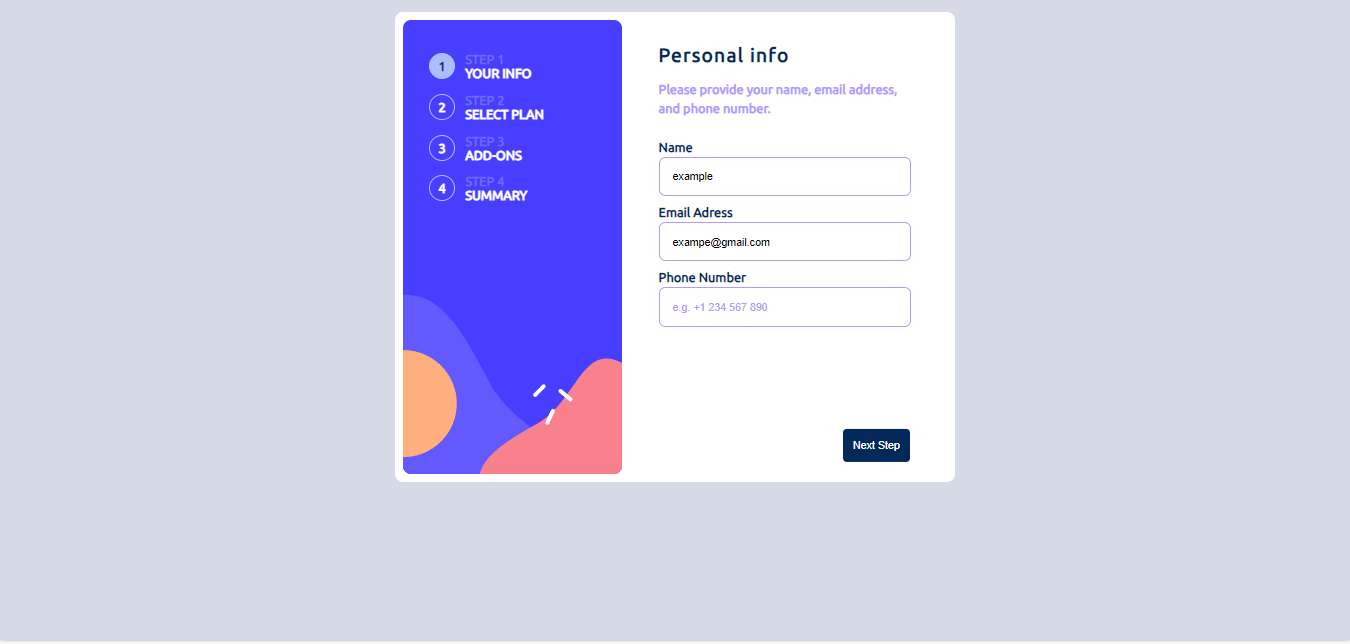 1
STEP 1
YOUR INFO
2
STEP 2
SELECT PLAN
3
STEP 3
ADD-ONS
4
STEP 4
SUMMARY
Personal info
Please provide your name, email address,
and phone number.
Name
example
Email Adress
exampe@gmail.com
Phone Number
e.g. +1 234 567 890
Next Step